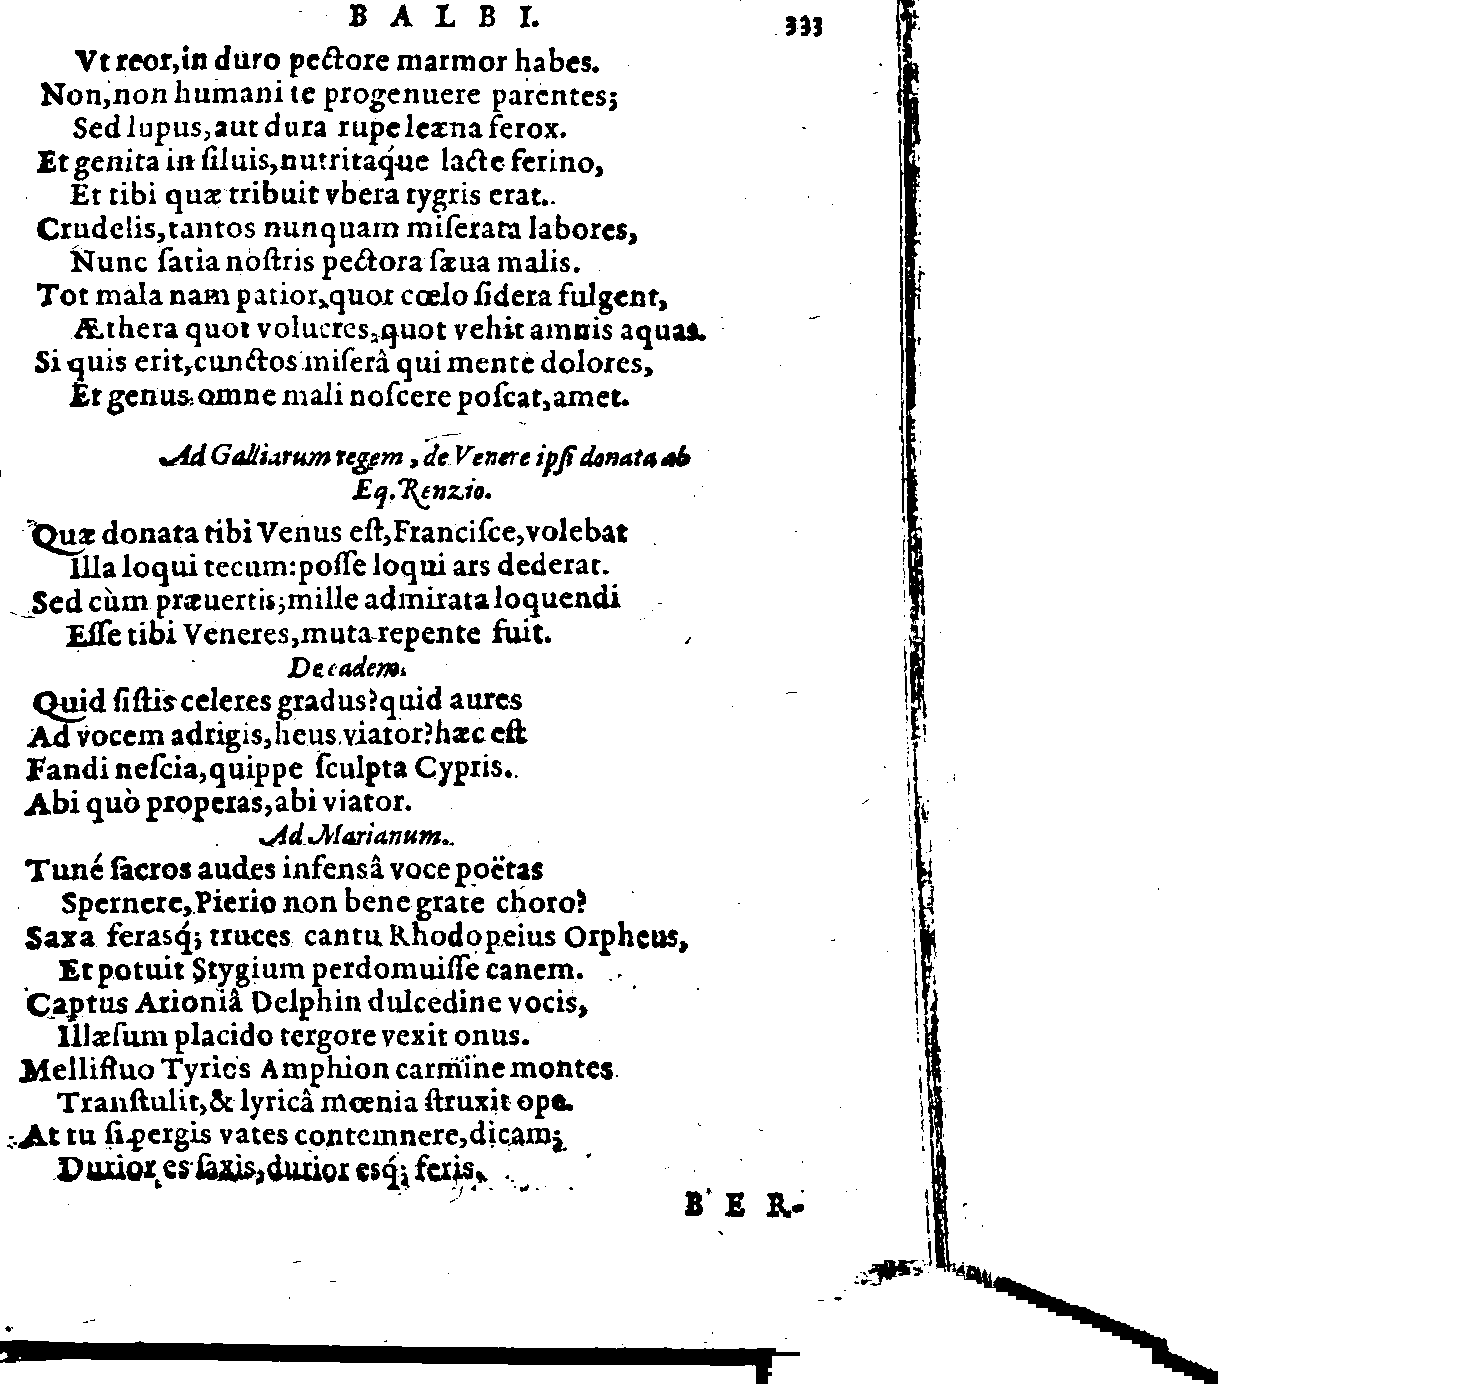 B A L B I. 333
Vt reor, in duro pectore marmor habes.
Non, non humani te progenuere parentes;
Sed lupus, aut dura rupe leæna ferox.
Et genita in ſiluis, nutritaq́ue lacte ferino,
Et tibi quæ tribuit vbera tygris erat.
Crudelis, tantos nunquam miſerata labores,
Nunc ſatia noſtris pectora ſæua malis.
Tot mala nam patior, quot cœlo ſidera fulgent,
Æthera quot volucres, quot vehit amnis aquas.
Si quis erit, cunctos miſerâ qui mente dolores,
Et genus omne mali noſcere poſcat, amet.
Ad Galliarum regem, de Venere ipſi donata ab
Eq. Renzio.
Quæ donata tibi Venus eſt, Franciſce, volebat
Illa loqui tecum: poſſe loqui ars dederat.
Sed cùm præuertis; mille admirata loquendi
Eſſe tibi Veneres, muta repente fuit.
De eadem.
Quid ſiſtis celeres gradus? quid aures
Ad vocem adrigis, heus viator? hæc eſt
Fandi neſcia, quippe ſculpta Cypris.
Abi quò properas, abi viator.
Ad Marianum.
Tuné ſacros audes infensâ voce poëtas
Spernere, Pierio non bene grate choro?
Saxa ferasq́; truces cantu Rhodopeius Orpheus,
Et potuit Stygium perdomuiſſe canem.
Captus Arioniâ Delphin dulcedine vocis,
Illæſum placido tergore vexit onus.
Mellifluo Tyrios Amphion carmine montes
Tranſtulit, & lyricâ mœnia ſtruxit ope.
At tu ſi pergis vates contemnere, dicam;
Durior es ſaxis, durior esq́; feris.
B E R-